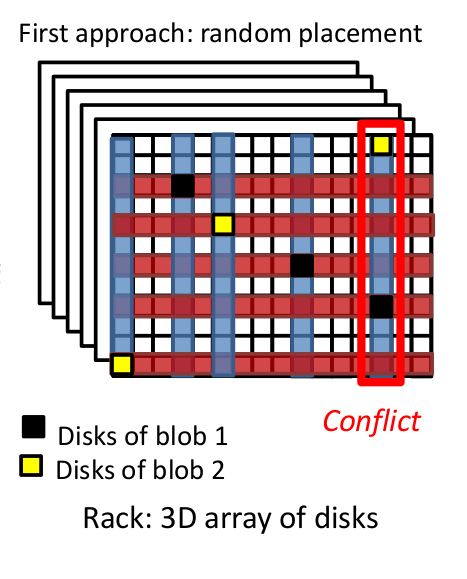 First approach: random placement
Conflict
Disks of blob 1
Disks of blob 2
Rack: 3D array of disks